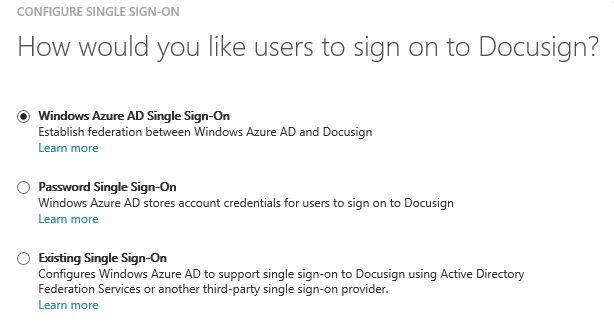 CONFIGURE SINGLE SIGN-ON
How would you like users to sign on to Docusign?
Windows Azure AD Single Sign-On
Establish federation between Windows Azure AD and Docusign
Learn more
Password Single Sign-On
Windows Azure AD stores account credentials for users to sign on to Docusign
Learn more
Existing Single Sign-On
Configures Windows Azure AD to support single sign-on to Docusign using Active Directory
Federation Services or another third-party single sign-on provider.
Learn more